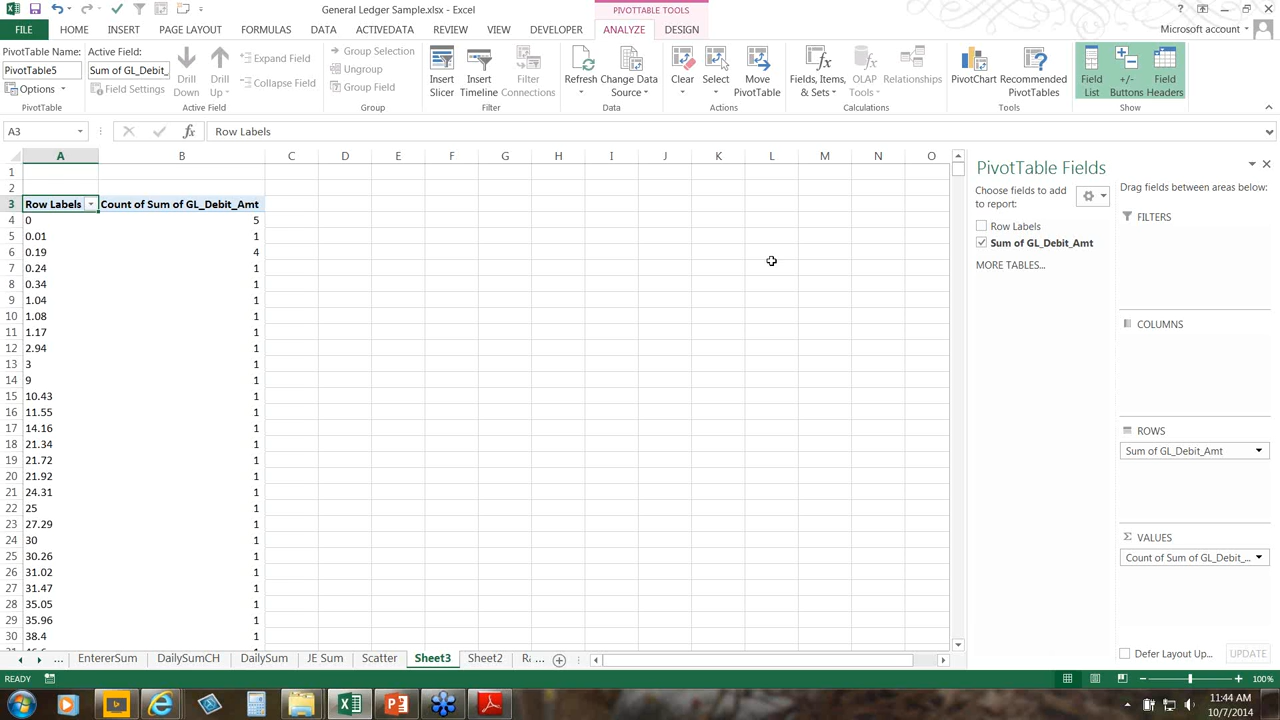 General Ledger Sample.xlsx - Excel
PIVOTTABLE TOOLS
FILE HOME INSERT PAGE LAYOUT FORMULAS DATA ACTIVEDATA REVIEW VIEW DEVELOPER ANALYZE DESIGN Microsoft account
PivotTable Name: Active Field:
PivotTable5 Sum of GL_Debit_
Options Field Settings
Drill Down Drill Up
Expand Field
Collapse Field
PivotTable Active Field
Group Selection
Ungroup
Group Field
Group
Insert Slicer Insert Timeline Filter Connections
Filter
Refresh Change Data Source
Data
Clear Select Move PivotTable
Actions
Fields, Items, & Sets OLAP Tools Relationships
Calculations
PivotChart Recommended PivotTables
Tools
Field List +/- Buttons Field Headers
Show
A3 fx Row Labels
A B C D E F G H I J K L M N O
1
2
3 Row Labels Count of Sum of GL_Debit_Amt
4 0 5
5 0.01 1
6 0.19 4
7 0.24 1
8 0.34 1
9 1.04 1
10 1.08 1
11 1.17 1
12 2.94 1
13 3 1
14 9 1
15 10.43 1
16 11.55 1
17 14.16 1
18 21.34 1
19 21.72 1
20 21.92 1
21 24.31 1
22 25 1
23 27.29 1
24 30 1
25 30.26 1
26 31.02 1
27 31.47 1
28 35.05 1
29 35.96 1
30 38.4 1
PivotTable Fields
Choose fields to add to report:
Row Labels
Sum of GL_Debit_Amt
MORE TABLES...
Drag fields between areas below:
FILTERS
COLUMNS
ROWS
Sum of GL_Debit_Amt
Σ VALUES
Count of Sum of GL_Debit_...
Defer Layout Up... UPDATE
... EntererSum DailySumCH DailySum JE Sum Scatter Sheet3 Sheet2 ...
READY 100%
11:44 AM
10/7/2014